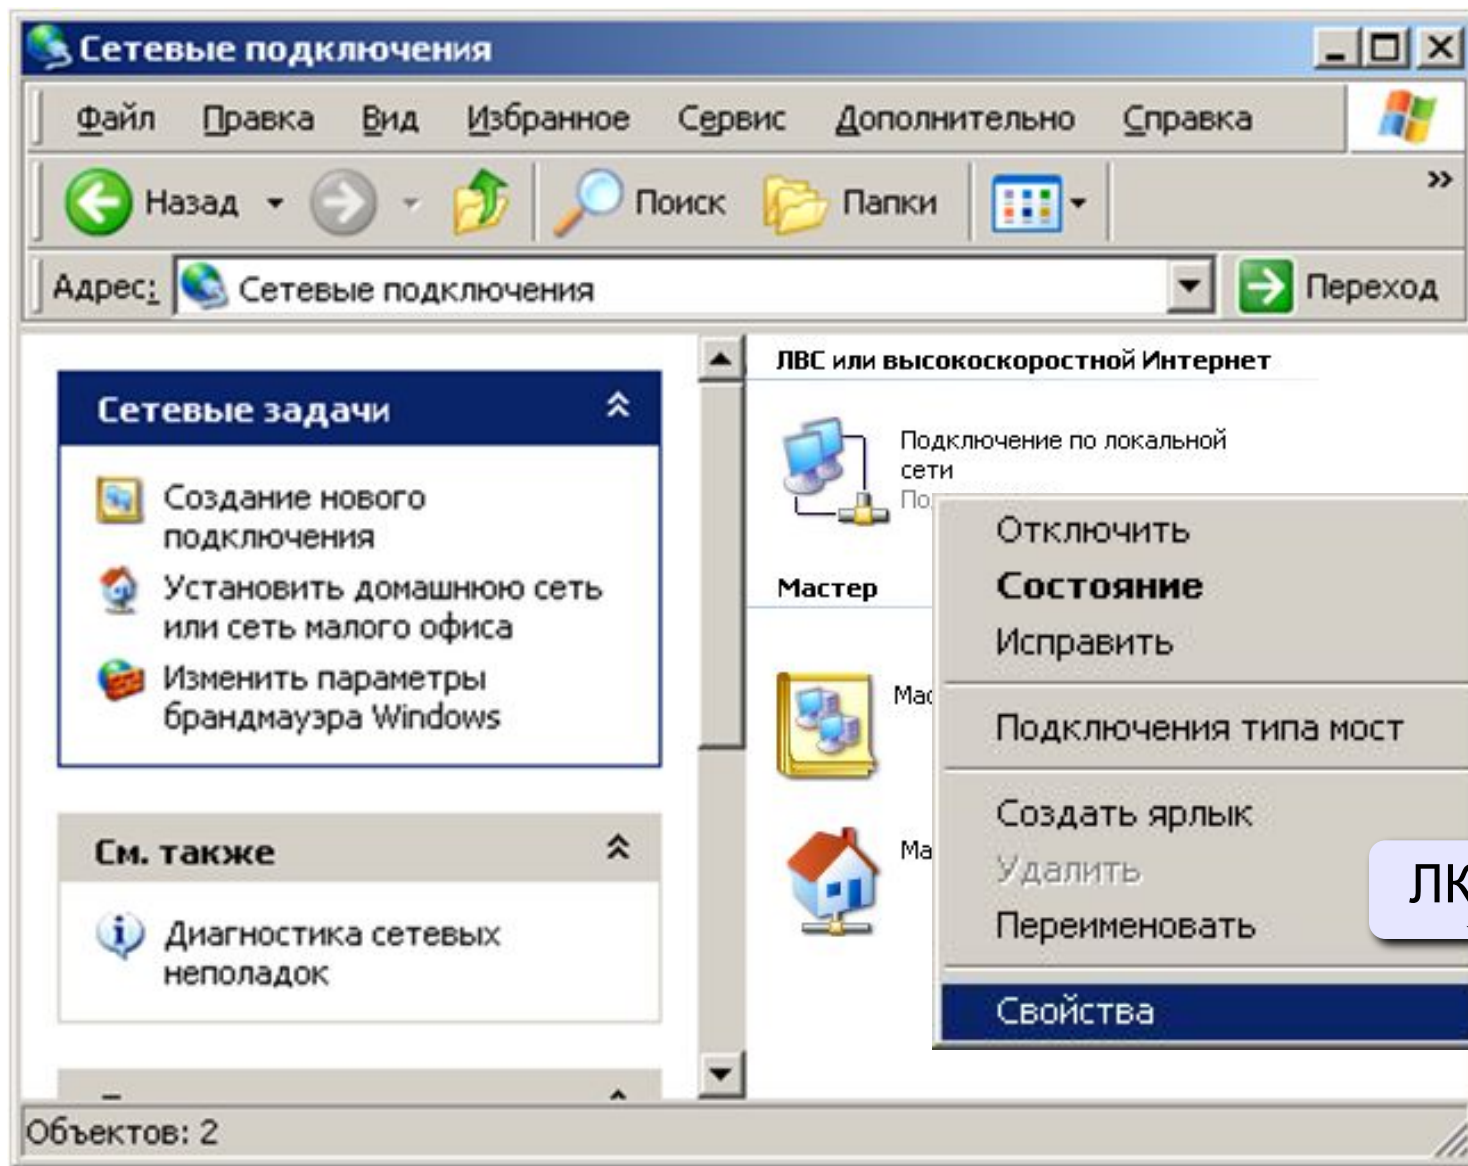 Сетевые подключения
Файл Правка Вид Избранное Сервис Дополнительно Справка
Назад Поиск Папки »
Адрес: Сетевые подключения Переход
Сетевые задачи
Создание нового
подключения
Установить домашнюю сеть
или сеть малого офиса
Изменить параметры
брандмауэра Windows
См. также
Диагностика сетевых
неполадок
ЛВС или высокоскоростной Интернет
Подключение по локальной
сети
Мастер
Отключить
Состояние
Исправить
Подключения типа мост
Создать ярлык
Удалить
Переименовать
Свойства
Объектов: 2